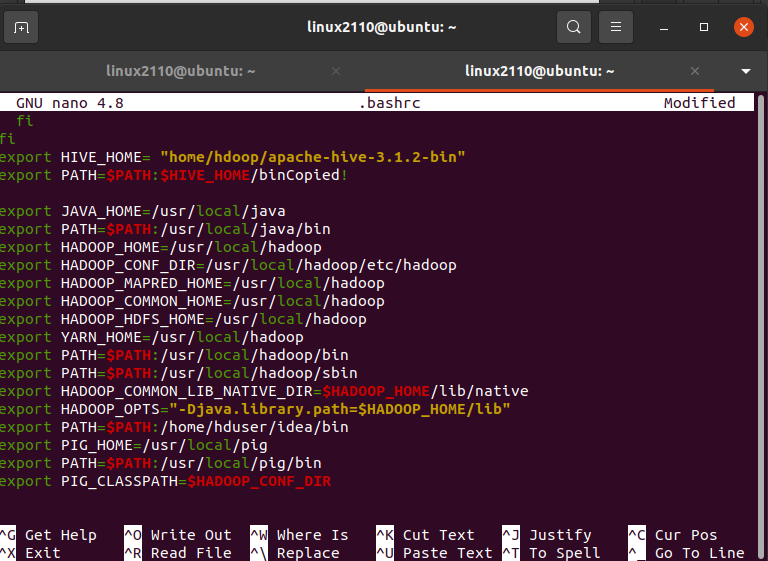 linux2110@ubuntu: ~
linux2110@ubuntu: ~ × linux2110@ubuntu: ~ ×
GNU nano 4.8 .bashrc Modified
fi
fi
export HIVE_HOME= "home/hdoop/apache-hive-3.1.2-bin"
export PATH=$PATH:$HIVE_HOME/binCopied!
export JAVA_HOME=/usr/local/java
export PATH=$PATH:/usr/local/java/bin
export HADOOP_HOME=/usr/local/hadoop
export HADOOP_CONF_DIR=/usr/local/hadoop/etc/hadoop
export HADOOP_MAPRED_HOME=/usr/local/hadoop
export HADOOP_COMMON_HOME=/usr/local/hadoop
export HADOOP_HDFS_HOME=/usr/local/hadoop
export YARN_HOME=/usr/local/hadoop
export PATH=$PATH:/usr/local/hadoop/bin
export PATH=$PATH:/usr/local/hadoop/sbin
export HADOOP_COMMON_LIB_NATIVE_DIR=$HADOOP_HOME/lib/native
export HADOOP_OPTS="-Djava.library.path=$HADOOP_HOME/lib"
export PATH=$PATH:/home/hduser/idea/bin
export PIG_HOME=/usr/local/pig
export PATH=$PATH:/usr/local/pig/bin
export PIG_CLASSPATH=$HADOOP_CONF_DIR
^G Get Help ^O Write Out ^W Where Is ^K Cut Text ^J Justify ^C Cur Pos
^X Exit ^R Read File ^\ Replace ^U Paste Text ^T To Spell ^_ Go To Line